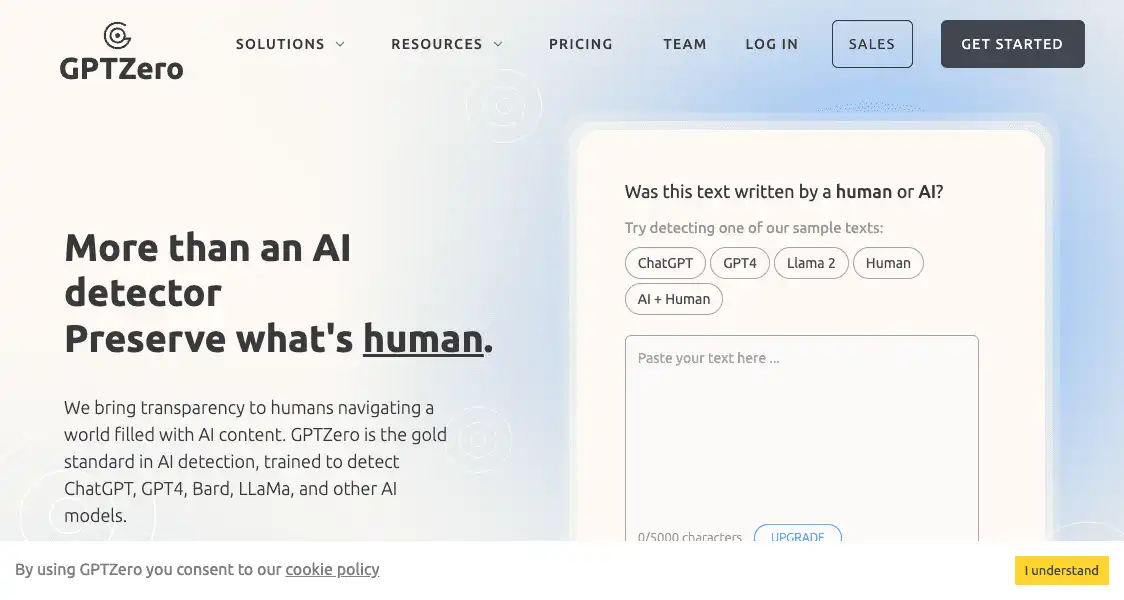 GPTZero
SOLUTIONS
RESOURCES
PRICING
TEAM
LOG IN
SALES
GET STARTED
More than an AI
detector
Preserve what's human.
We bring transparency to humans navigating a
world filled with AI content. GPTZero is the gold
standard in AI detection, trained to detect
ChatGPT, GPT4, Bard, LLaMa, and other AI
models.
Was this text written by a human or AI?
Try detecting one of our sample texts:
ChatGPT
GPT4
Llama 2
Human
AI + Human
Paste your text here ...
0/5000 characters
UPGRADE
By using GPTZero you consent to our cookie policy
I understand